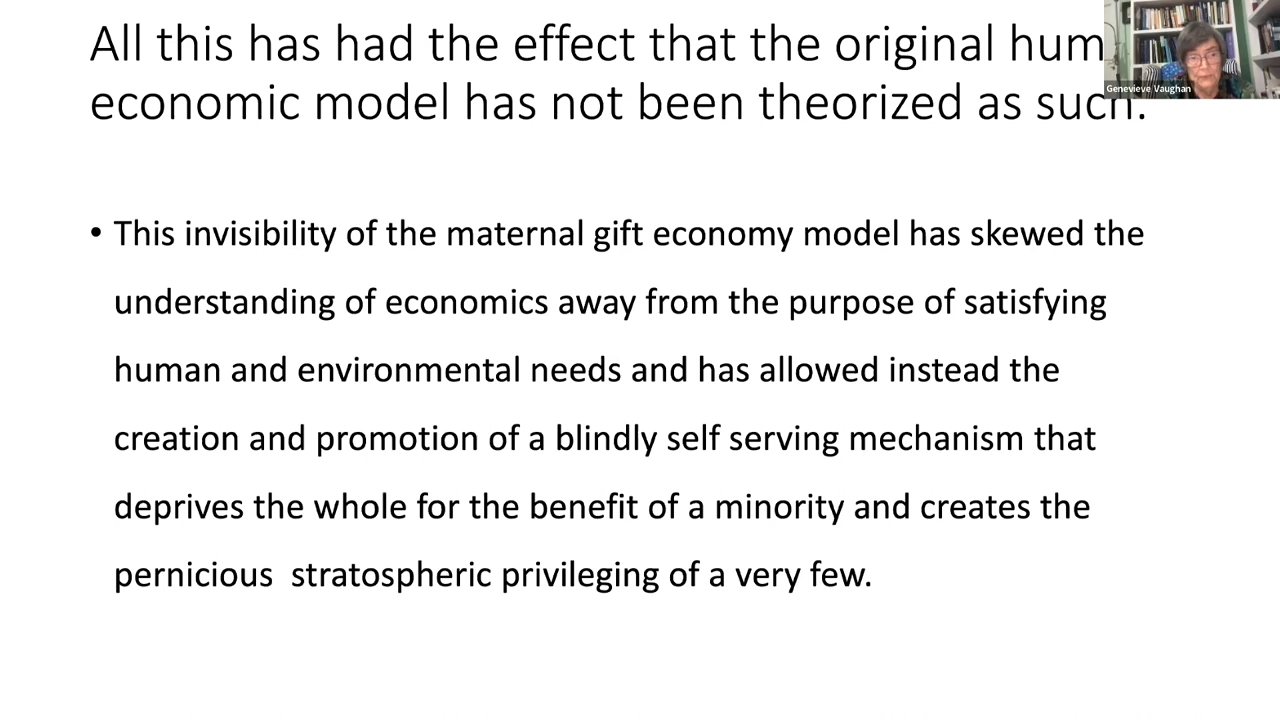 All this has had the effect that the original hum
economic model has not been theorized as such.
Genevieve Vaughan
• This invisibility of the maternal gift economy model has skewed the
understanding of economics away from the purpose of satisfying
human and environmental needs and has allowed instead the
creation and promotion of a blindly self serving mechanism that
deprives the whole for the benefit of a minority and creates the
pernicious  stratospheric privileging of a very few.